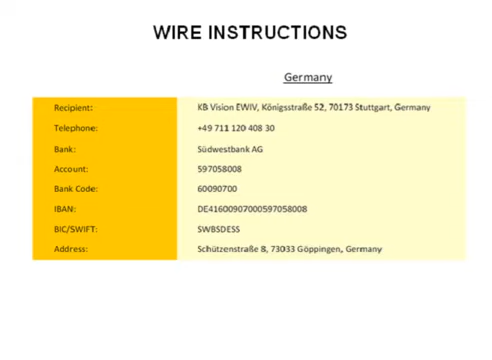 WIRE INSTRUCTIONS
Germany
Recipient: KB Vision EWIV, Königsstraße 52, 70173 Stuttgart, Germany
Telephone: +49 711 120 408 30
Bank: Südwestbank AG
Account: 597058008
Bank Code: 60090700
IBAN: DE41600907000597058008
BIC/SWIFT: SWBSDESS
Address: Schützenstraße 8, 73033 Göppingen, Germany